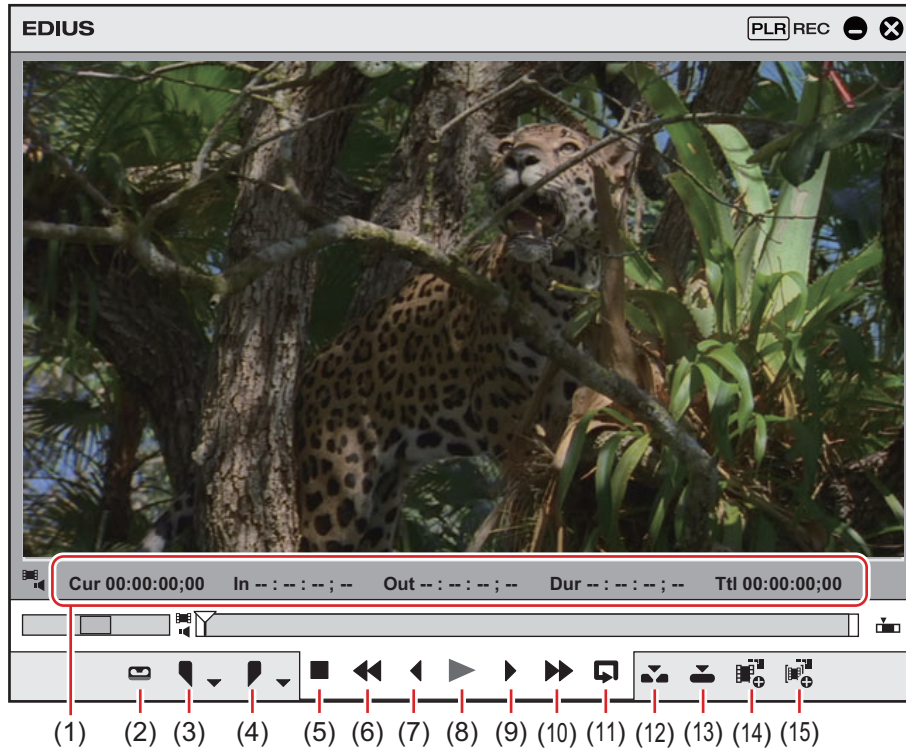 EDIUS PLR REC
Cur 00:00:00;00 In -- : -- : -- ; -- Out -- : -- : -- ; -- Dur -- : -- : -- ; -- Ttl 00:00:00;00
(1) (2) (3) (4) (5) (6) (7) (8) (9) (10) (11) (12) (13) (14) (15)